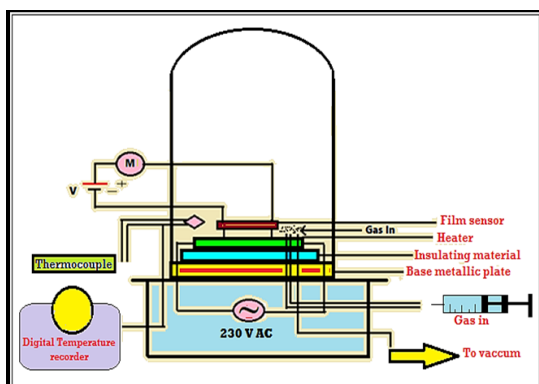 M
V
+
−
Gas In
Film sensor
Heater
Insulating material
Base metallic plate
Thermocouple
Gas in
230 V AC
Digital Temperature
recorder
To vaccum